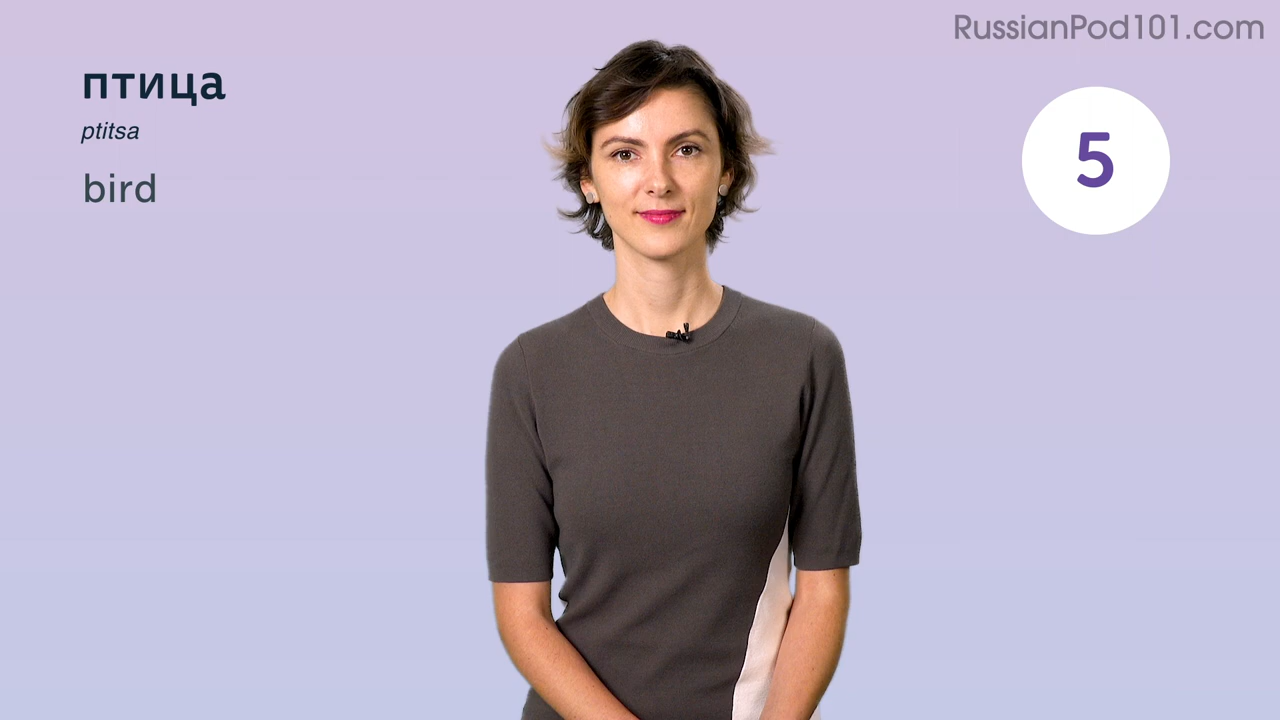 RussianPod101.com
птица
ptitsa
bird
5